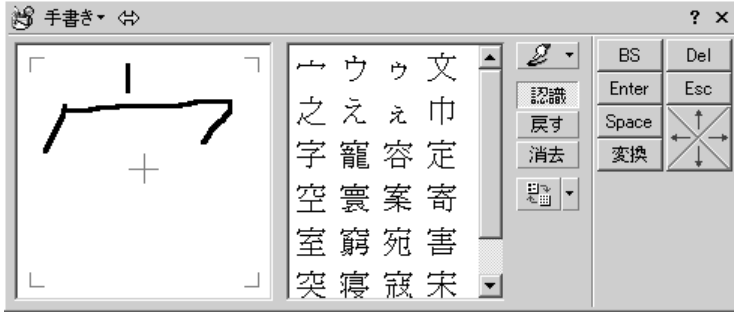 手書き ? ×
亠 ウ ゥ 文
之 え ぇ 巾
字 寵 容 定
空 寰 案 寄
室 窮 宛 害
突 寝 寇 宋
認識
戻す
消去
BS Del
Enter Esc
Space
変換